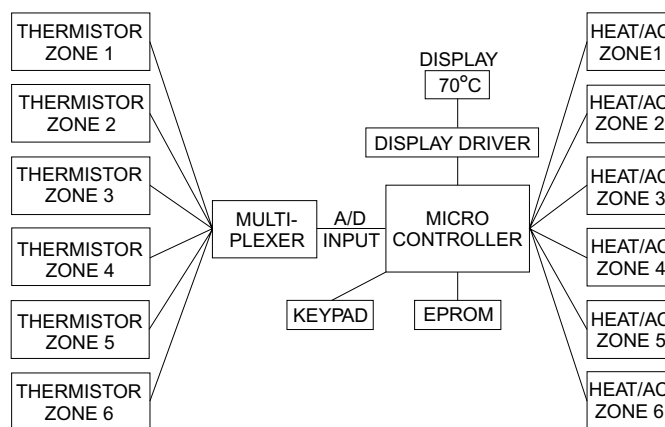 THERMISTOR
ZONE 1
THERMISTOR
ZONE 2
THERMISTOR
ZONE 3
THERMISTOR
ZONE 4
THERMISTOR
ZONE 5
THERMISTOR
ZONE 6
MULTI-
PLEXER
A/D
INPUT
DISPLAY
70°C
DISPLAY DRIVER
MICRO
CONTROLLER
KEYPAD
EPROM
HEAT/AC
ZONE1
HEAT/AC
ZONE 2
HEAT/AC
ZONE 3
HEAT/AC
ZONE 4
HEAT/AC
ZONE 5
HEAT/AC
ZONE 6